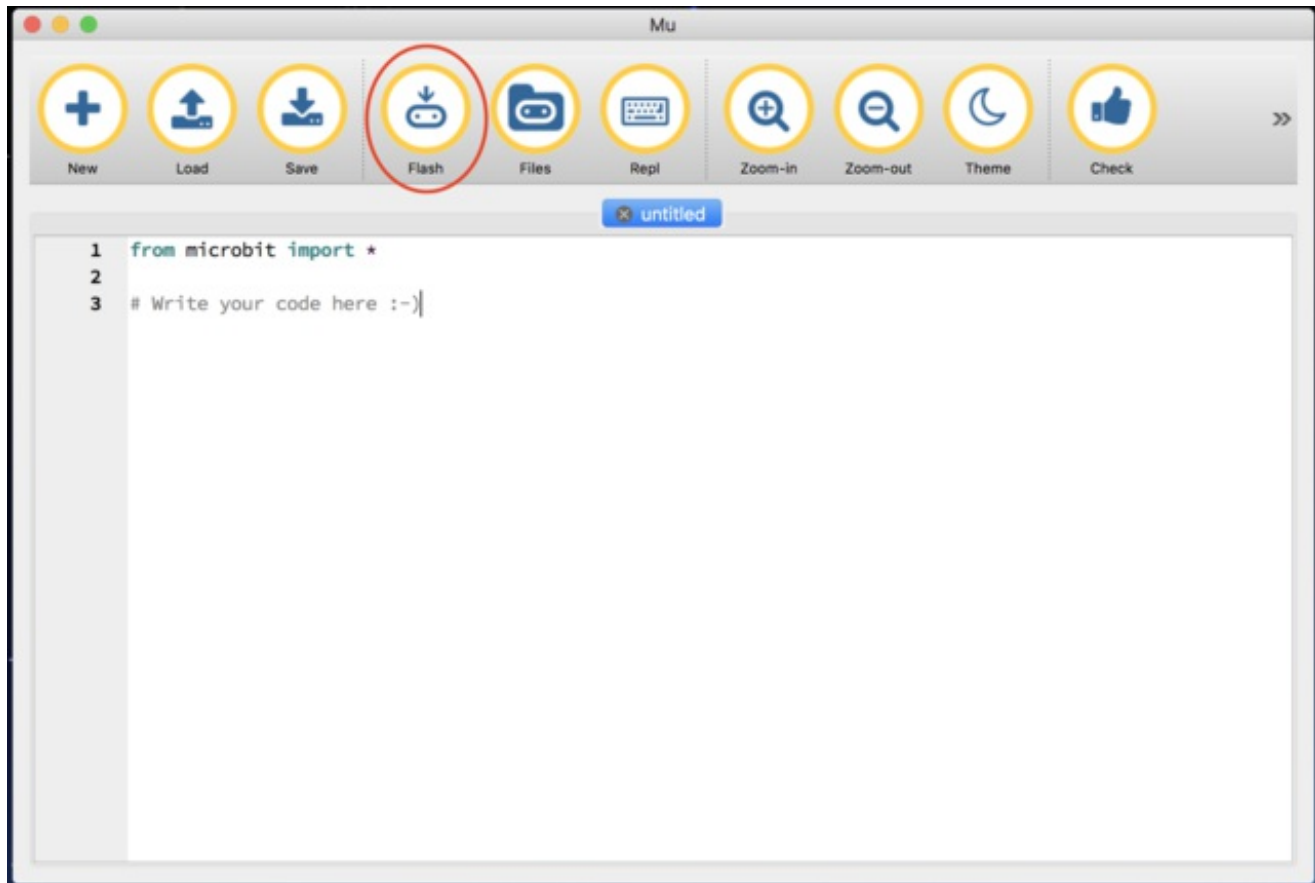 Mu
New Load Save Flash Files Repl Zoom-in Zoom-out Theme Check
untitled
1 from microbit import *
2
3 # Write your code here :-)